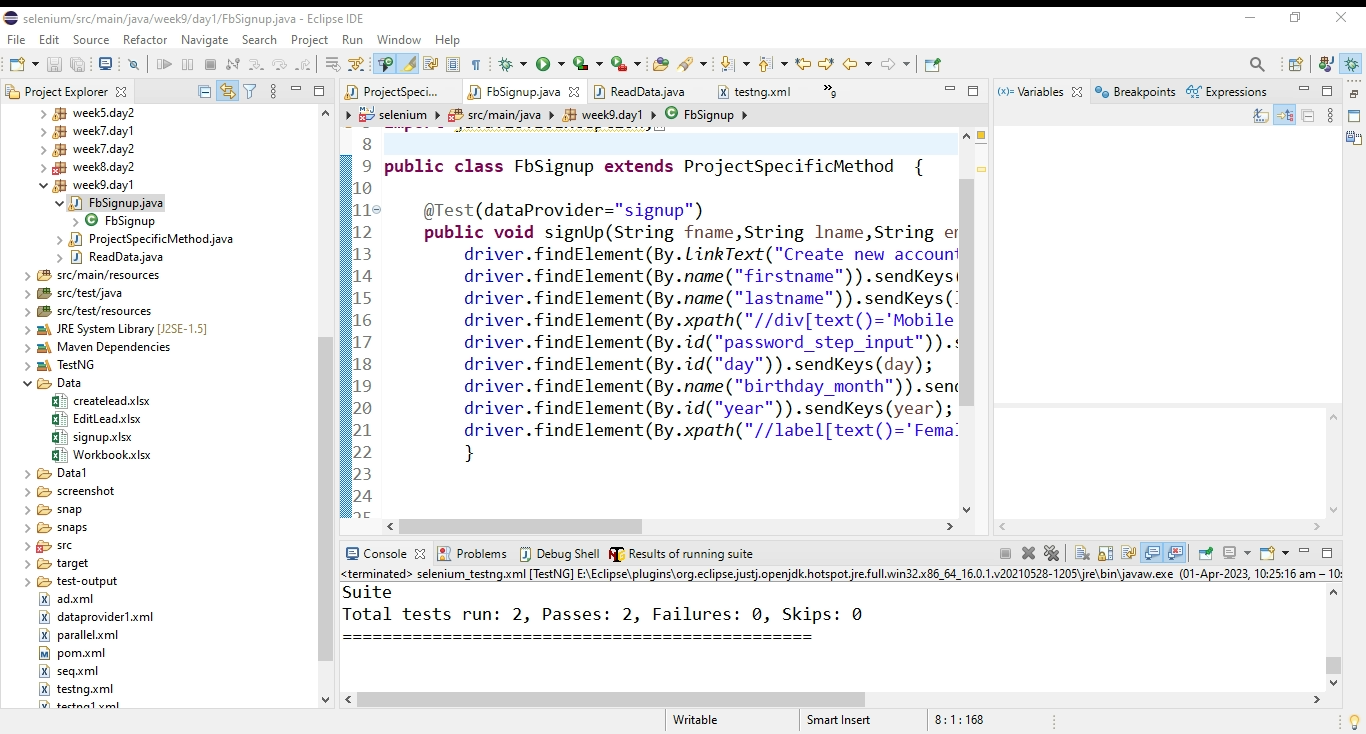 selenium/src/main/java/week9/day1/FbSignup.java - Eclipse IDE
File Edit Source Refactor Navigate Search Project Run Window Help
Project Explorer
week5.day2
week7.day1
week7.day2
week8.day2
week9.day1
FbSignup.java
FbSignup
ProjectSpecificMethod.java
ReadData.java
src/main/resources
src/test/java
src/test/resources
JRE System Library [J2SE-1.5]
Maven Dependencies
TestNG
Data
createlead.xlsx
EditLead.xlsx
signup.xlsx
Workbook.xlsx
Data1
screenshot
snap
snaps
src
target
test-output
ad.xml
dataprovider1.xml
parallel.xml
pom.xml
seq.xml
testng.xml
testng1.xml
ProjectSpeci... FbSignup.java ReadData.java testng.xml »9
selenium src/main/java week9.day1 FbSignup
8
9 public class FbSignup extends ProjectSpecificMethod {
10
11 @Test(dataProvider="signup")
12 public void signUp(String fname,String lname,String em
13 driver.findElement(By.linkText("Create new account
14 driver.findElement(By.name("firstname")).sendKeys(
15 driver.findElement(By.name("lastname")).sendKeys(l
16 driver.findElement(By.xpath("//div[text()='Mobile
17 driver.findElement(By.id("password_step_input")).s
18 driver.findElement(By.id("day")).sendKeys(day);
19 driver.findElement(By.name("birthday_month")).send
20 driver.findElement(By.id("year")).sendKeys(year);
21 driver.findElement(By.xpath("//label[text()='Femal
22 }
23
24
25
(x)= Variables Breakpoints Expressions
Console Problems Debug Shell Results of running suite
<terminated> selenium_testng.xml [TestNG] E:\Eclipse\plugins\org.eclipse.justj.openjdk.hotspot.jre.full.win32.x86_64_16.0.1.v20210528-1205\jre\bin\javaw.exe (01-Apr-2023, 10:25:16 am – 10:
Suite
Total tests run: 2, Passes: 2, Failures: 0, Skips: 0
===============================================
Writable Smart Insert 8 : 1 : 168